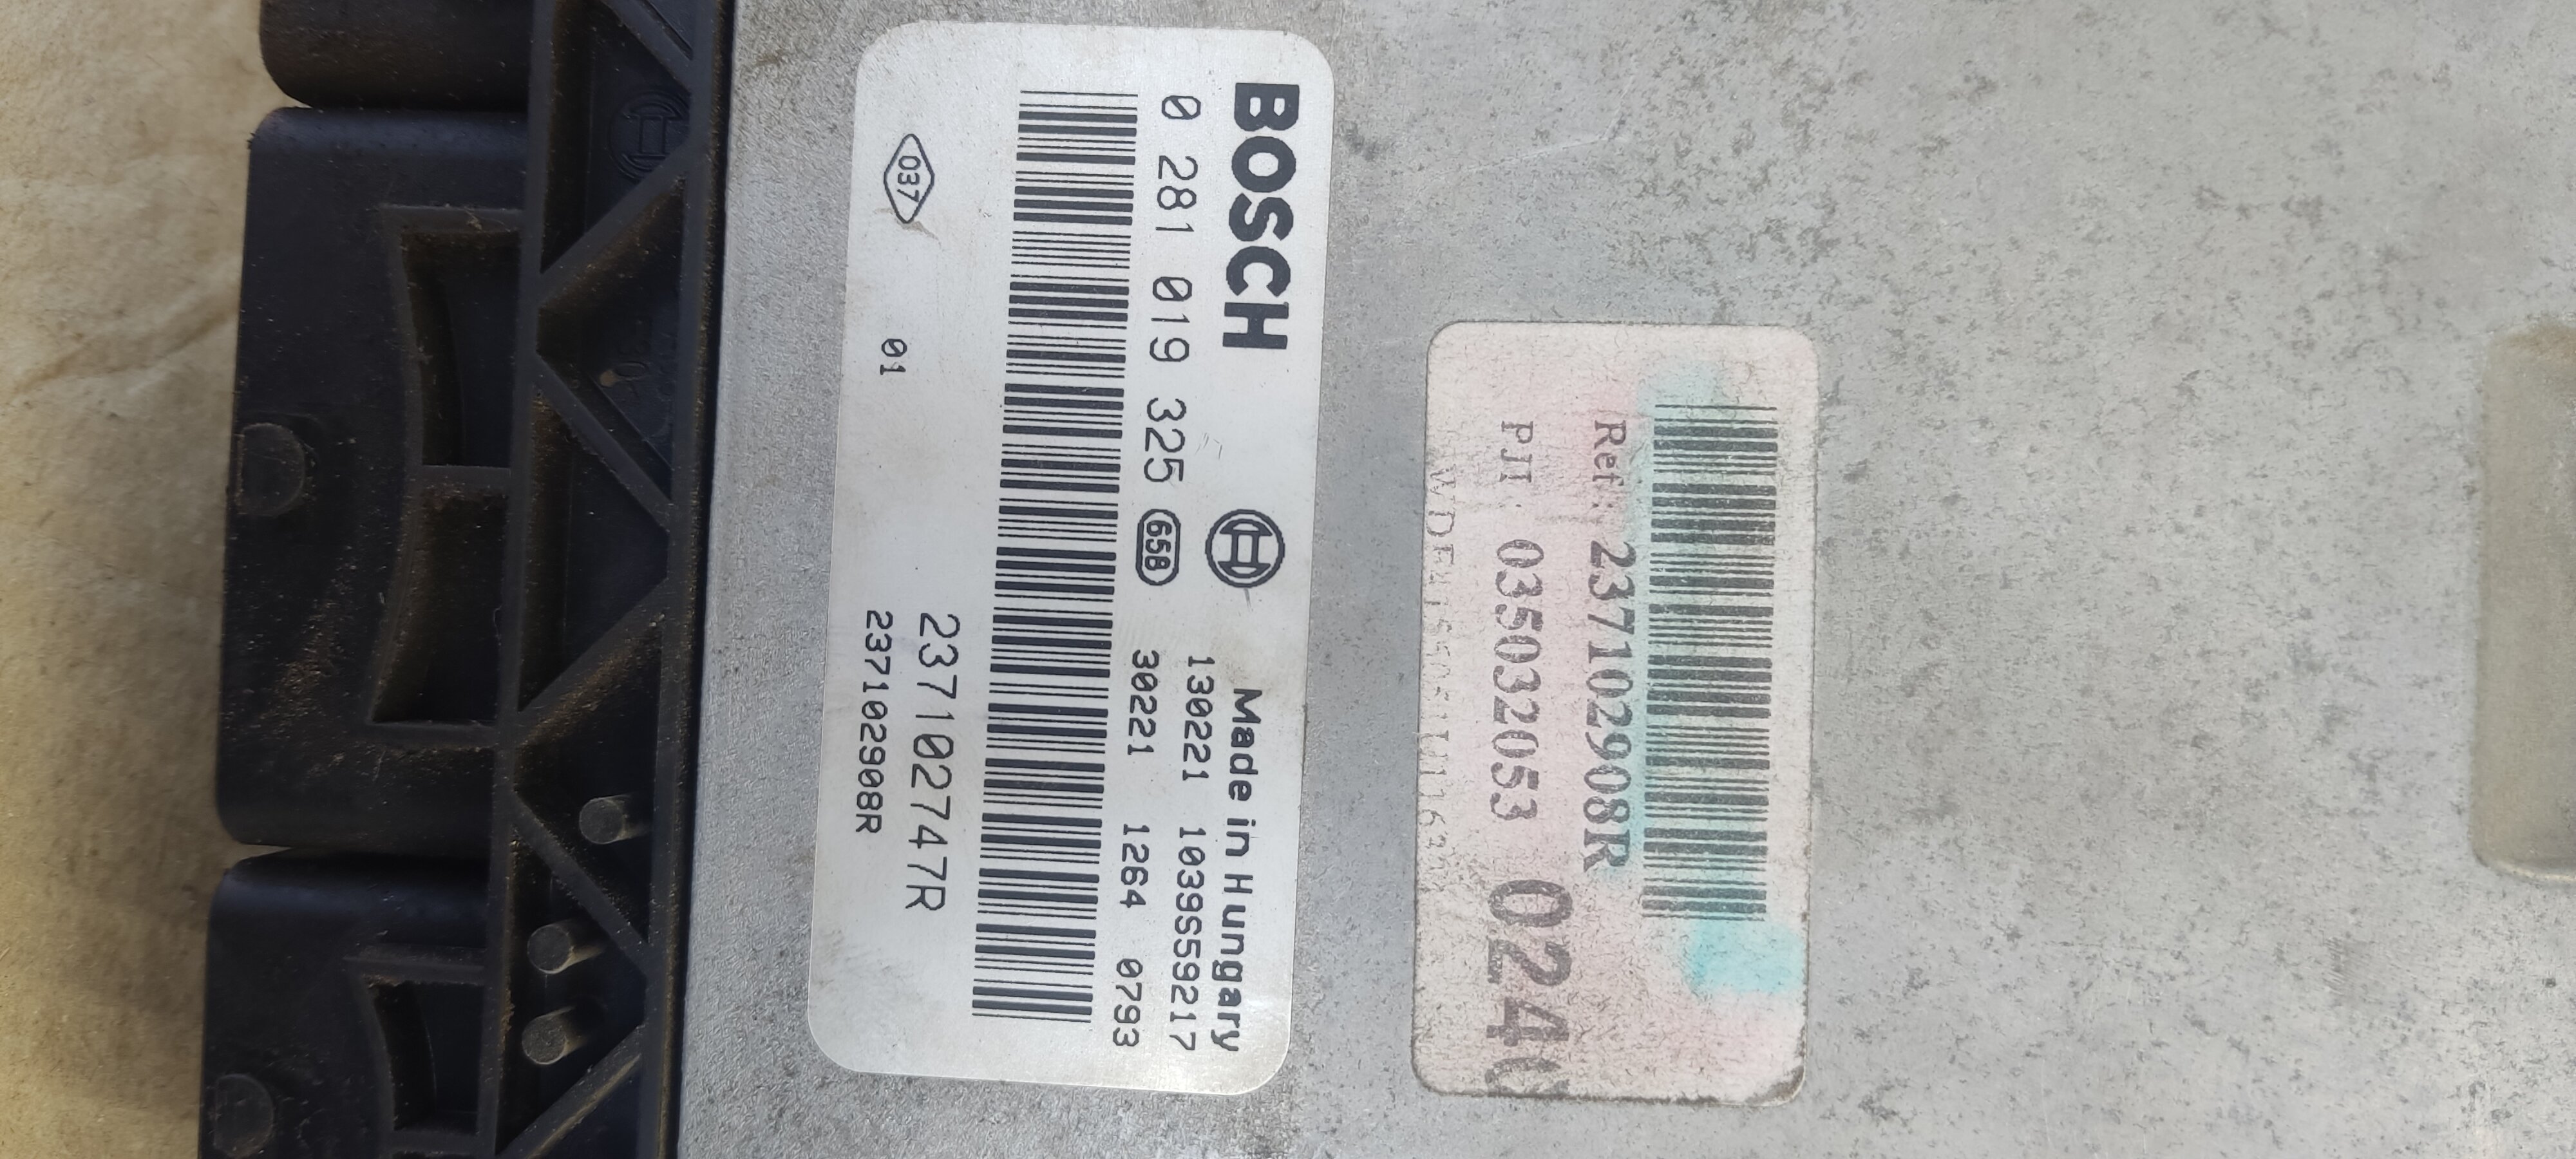 BOSCH
Made in Hungary
0 281 019 325
65B
130221 1039S59217
30221 1264 0793
237102747R
237102908R
037
01
Ref: 237102908R
PJI: 035032053 024